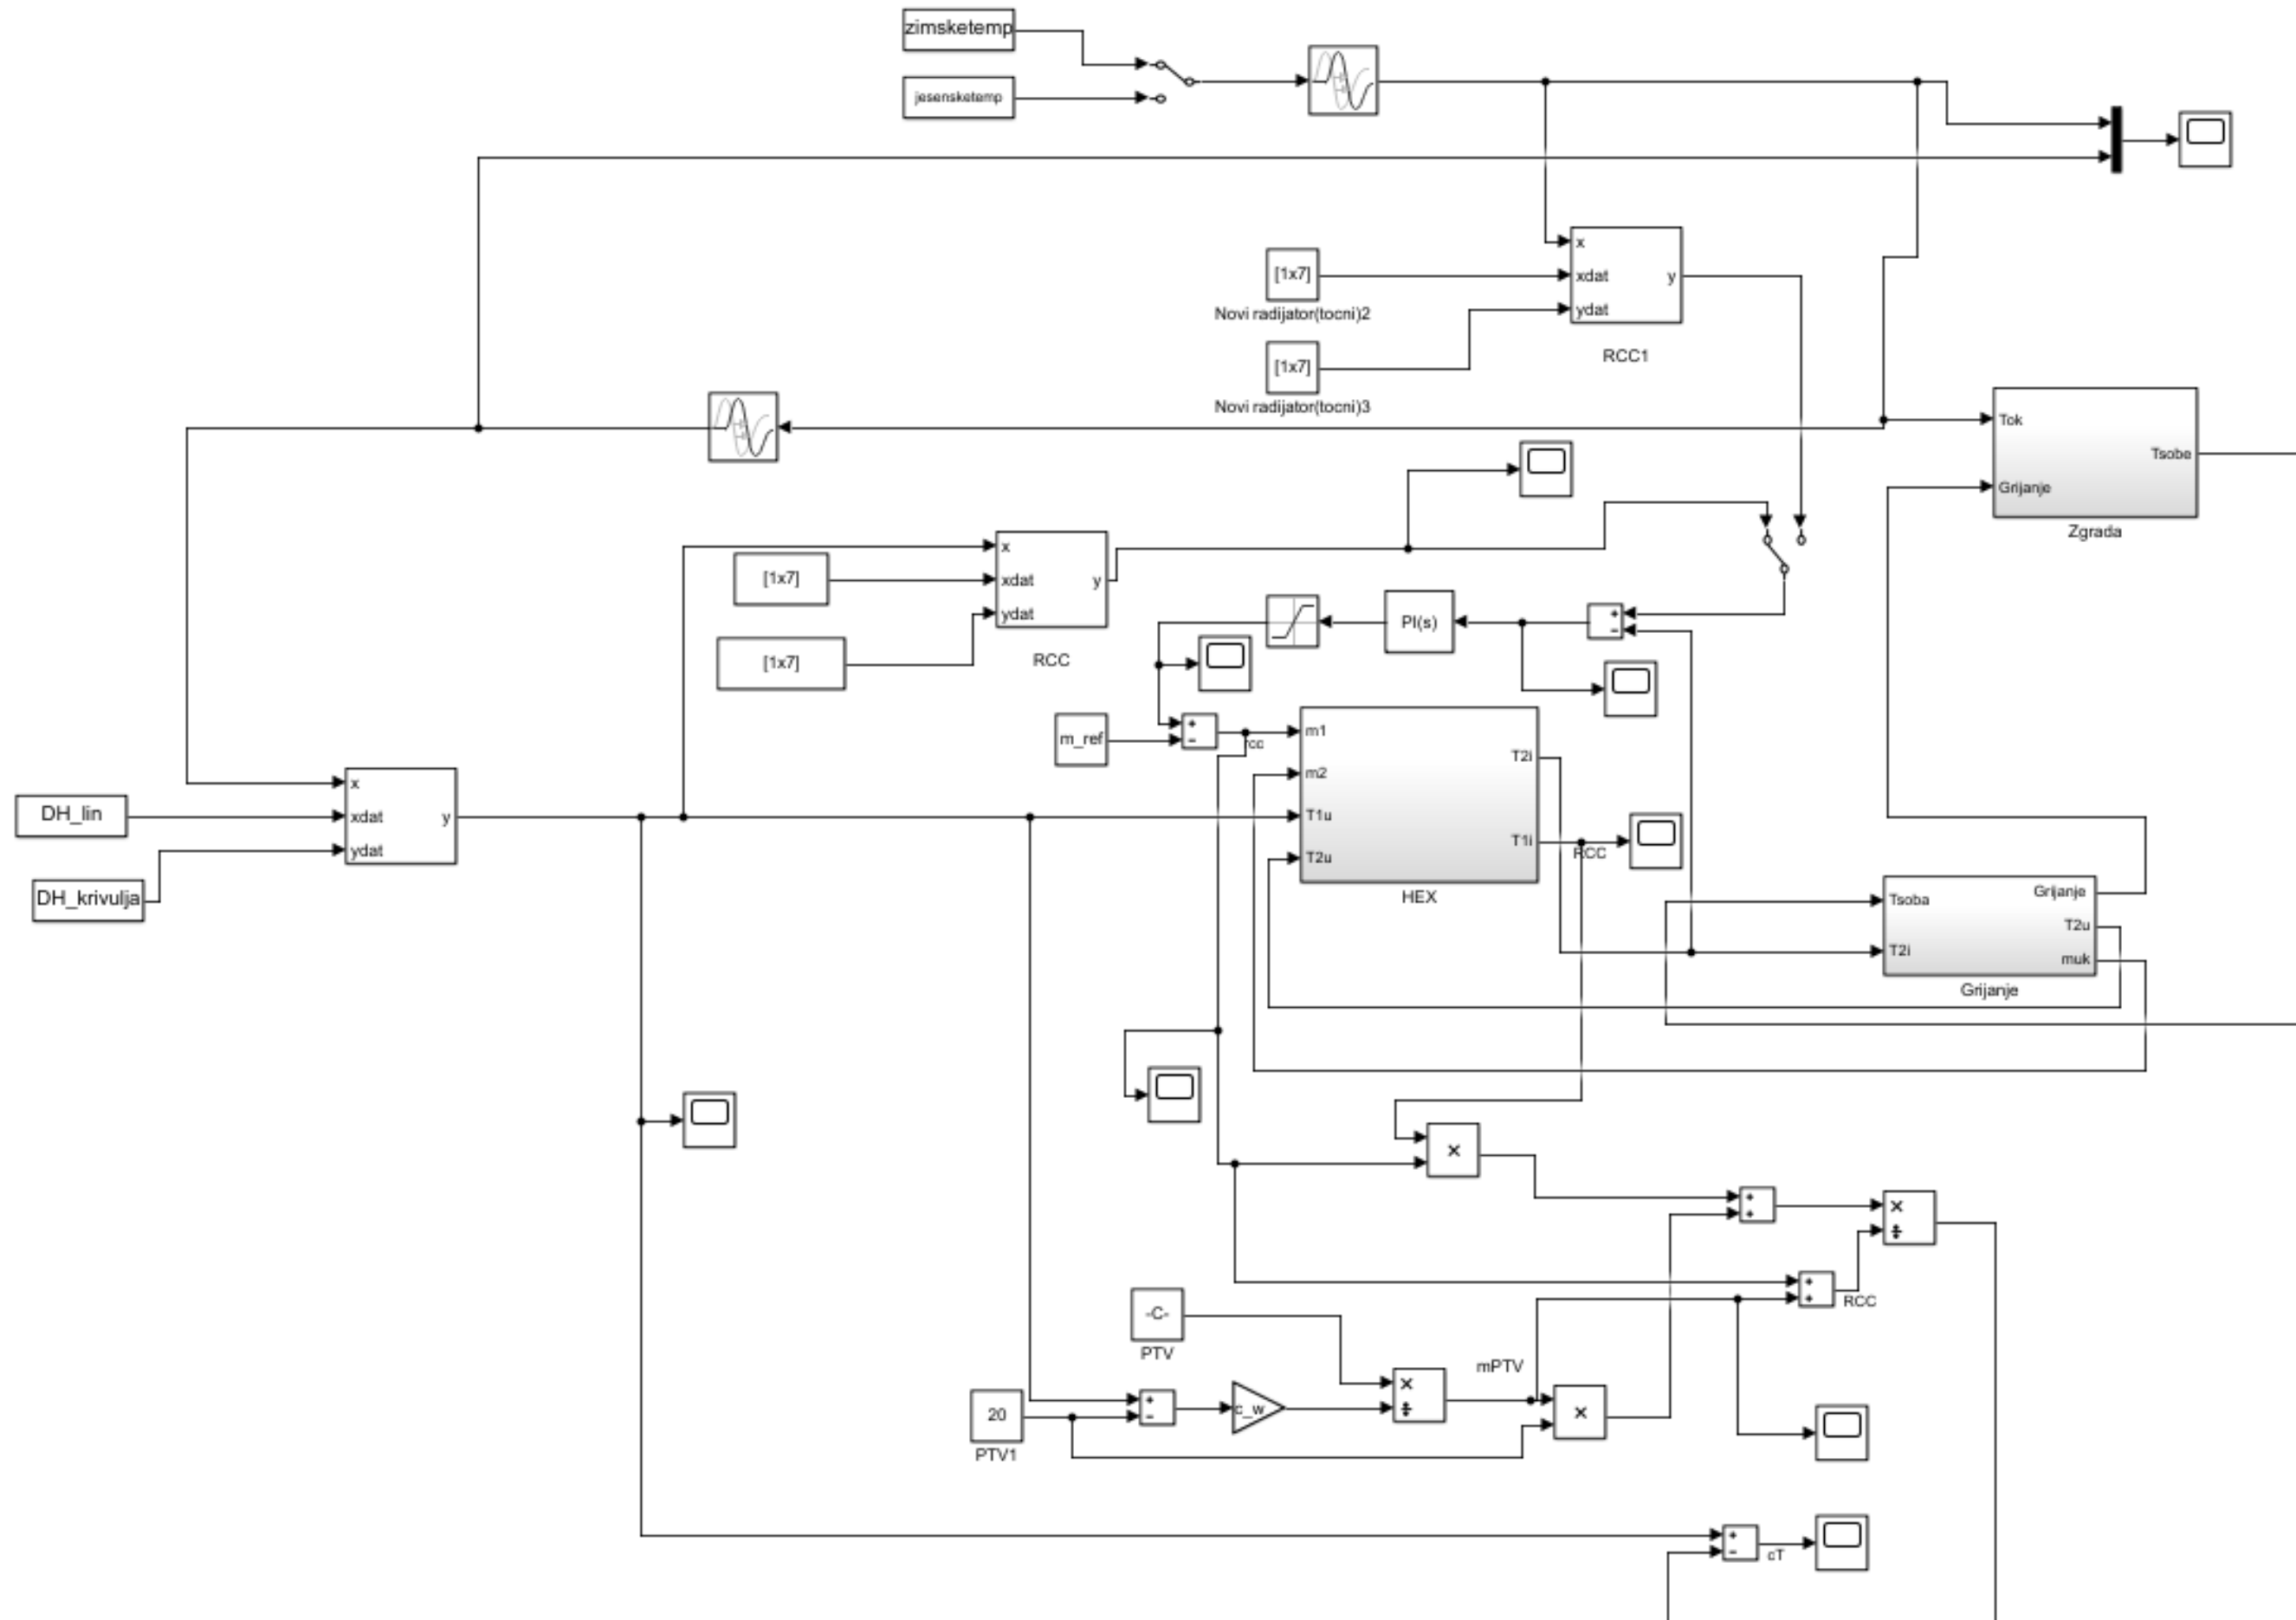 zimsketemp
jesensketemp
x
xdat
y
ydat
RCC1
[1x7]
Novi radijator(tocni)2
[1x7]
Novi radijator(tocni)3
Tok
Tsobe
Grijanje
Zgrada
x
xdat
y
ydat
RCC
[1x7]
[1x7]
PI(s)
+
-
m_ref
+
-
rcc
m1
m2
T1u
T2u
T2i
T1i
HEX
RCC
DH_lin
DH_krivulja
x
xdat
y
ydat
Tsoba
T2i
Grijanje
T2u
muk
Grijanje
×
+
+
×
÷
+
+
RCC
-C-
PTV
20
PTV1
+
-
c_w
×
÷
mPTV
×
+
-
cT